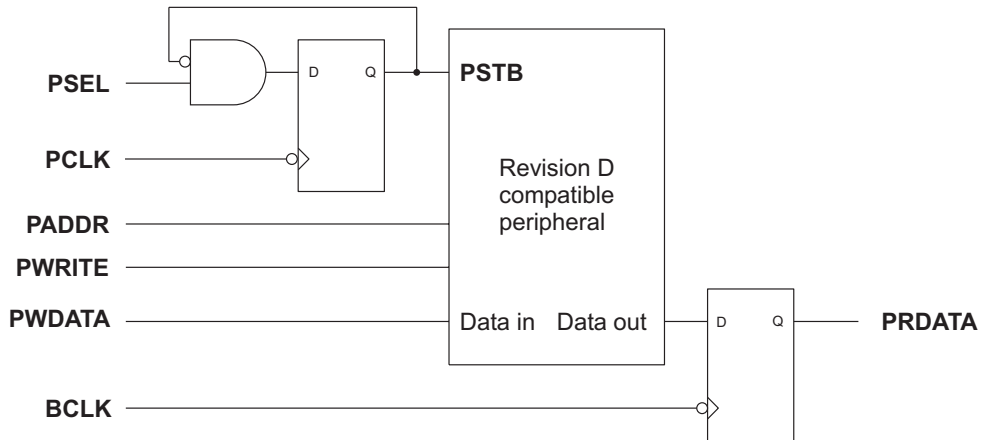 PSEL
D
Q
PSTB
PCLK
Revision D
compatible
peripheral
PADDR
PWRITE
PWDATA
Data in
Data out
D
Q
PRDATA
BCLK